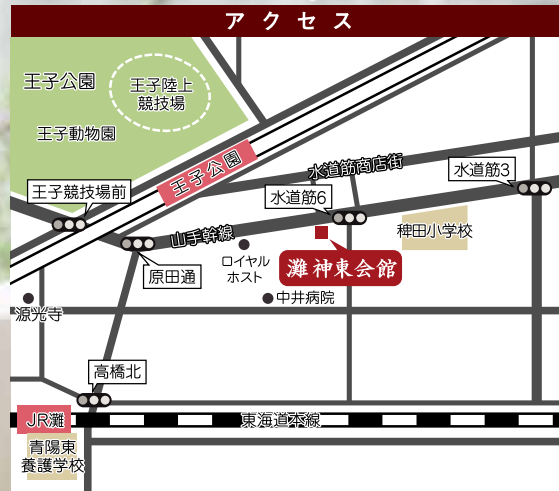 アクセス
王子公園
王子陸上
競技場
王子動物園
王子公園
水道筋商店街
水道筋3
王子競技場前
水道筋6
山手幹線
稗田小学校
原田通
ロイヤル
ホスト
灘神東会館
中井病院
源光寺
高橋北
JR灘
東海道本線
青陽東
養護学校